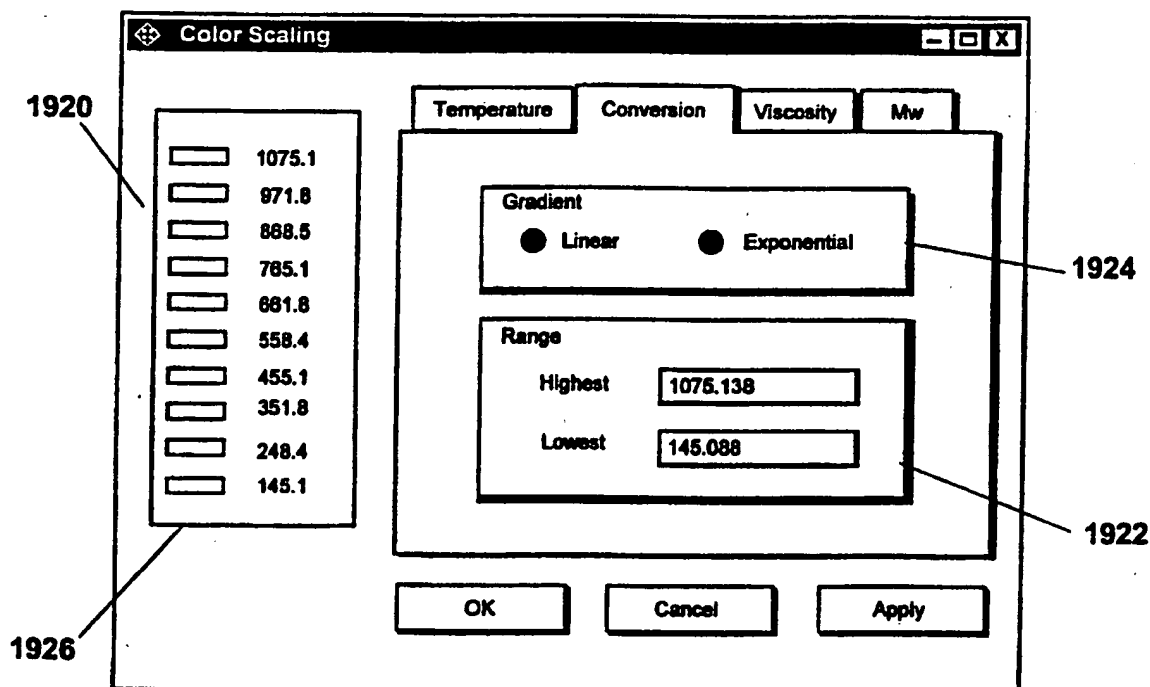 Color Scaling
1920
1075.1
971.8
868.5
765.1
661.8
558.4
455.1
351.8
248.4
145.1
1926
Temperature Conversion Viscosity Mw
Gradient
Linear Exponential
1924
Range
Highest 1075.138
Lowest 145.088
1922
OK Cancel Apply